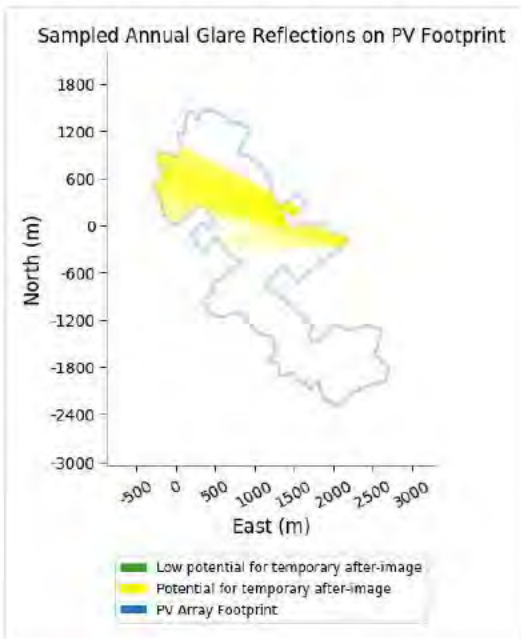 Sampled Annual Glare Reflections on PV Footprint
1800
1200
600
0
-600
-1200
-1800
-2400
-3000
North (m)
-500
0
500
1000
1500
2000
2500
3000
East (m)
Low potential for temporary after-image
Potential for temporary after-image
PV Array Footprint